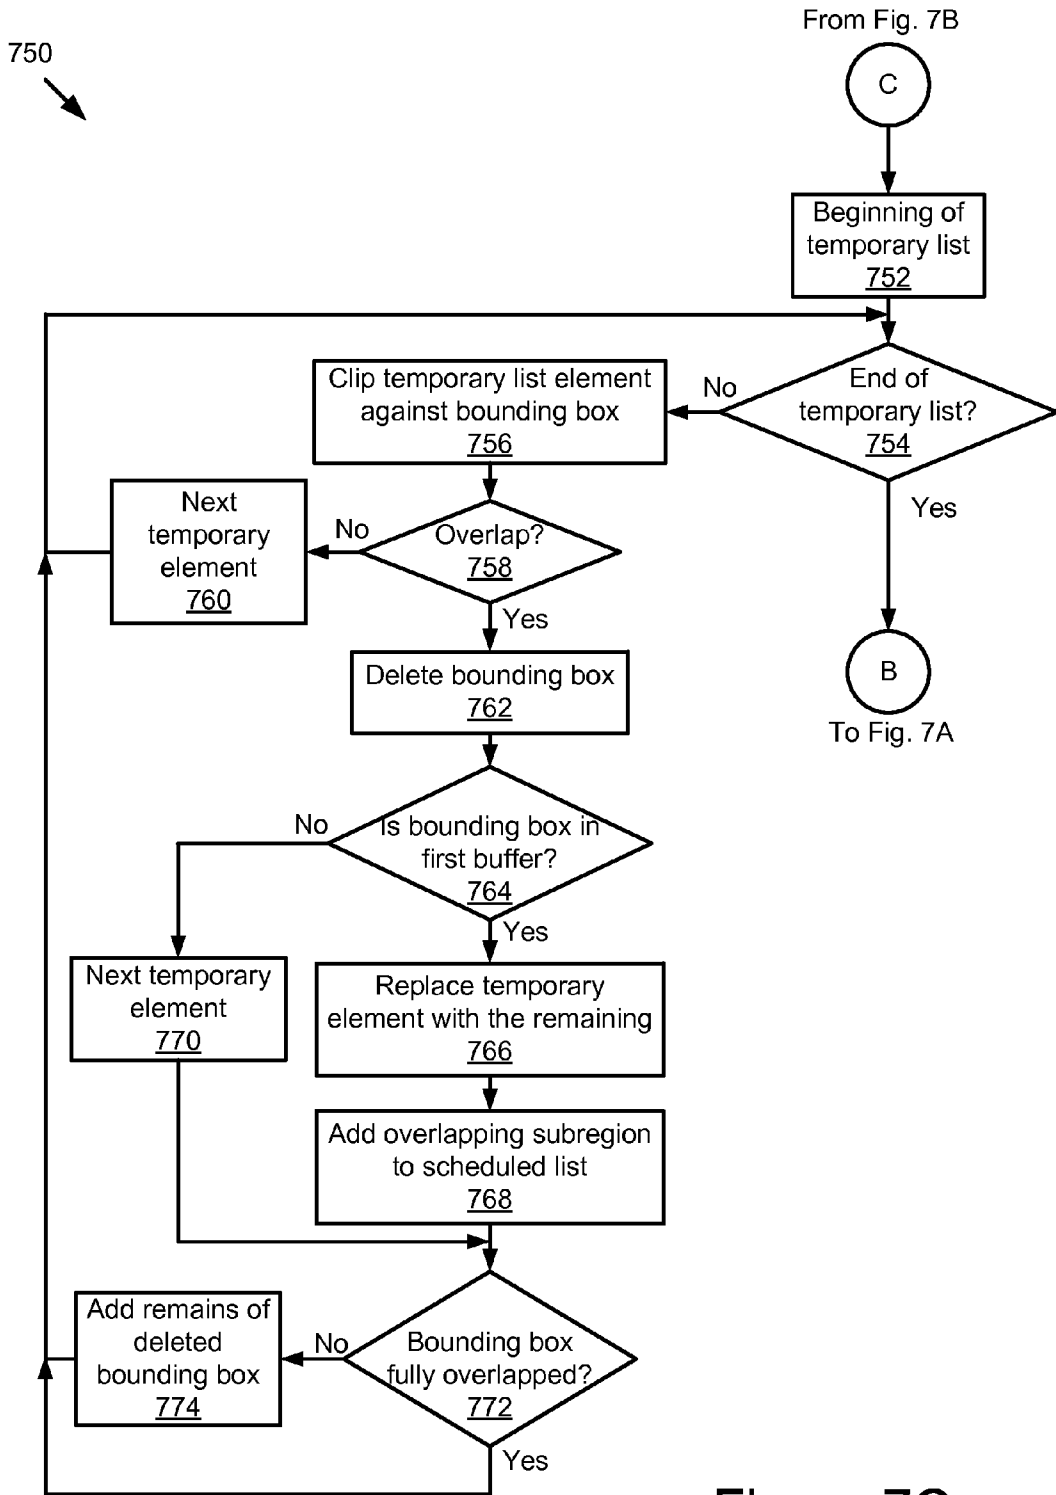 From Fig. 7B
750
C
Beginning of
temporary list
752
End of
temporary list?
754
No
Yes
Clip temporary list element
against bounding box
756
Next
temporary
element
760
No
Overlap?
758
Yes
Delete bounding box
762
B
To Fig. 7A
No
Is bounding box in
first buffer?
764
Yes
Next temporary
element
770
Replace temporary
element with the remaining
766
Add overlapping subregion
to scheduled list
768
Add remains of
deleted
bounding box
774
No
Bounding box
fully overlapped?
772
Yes